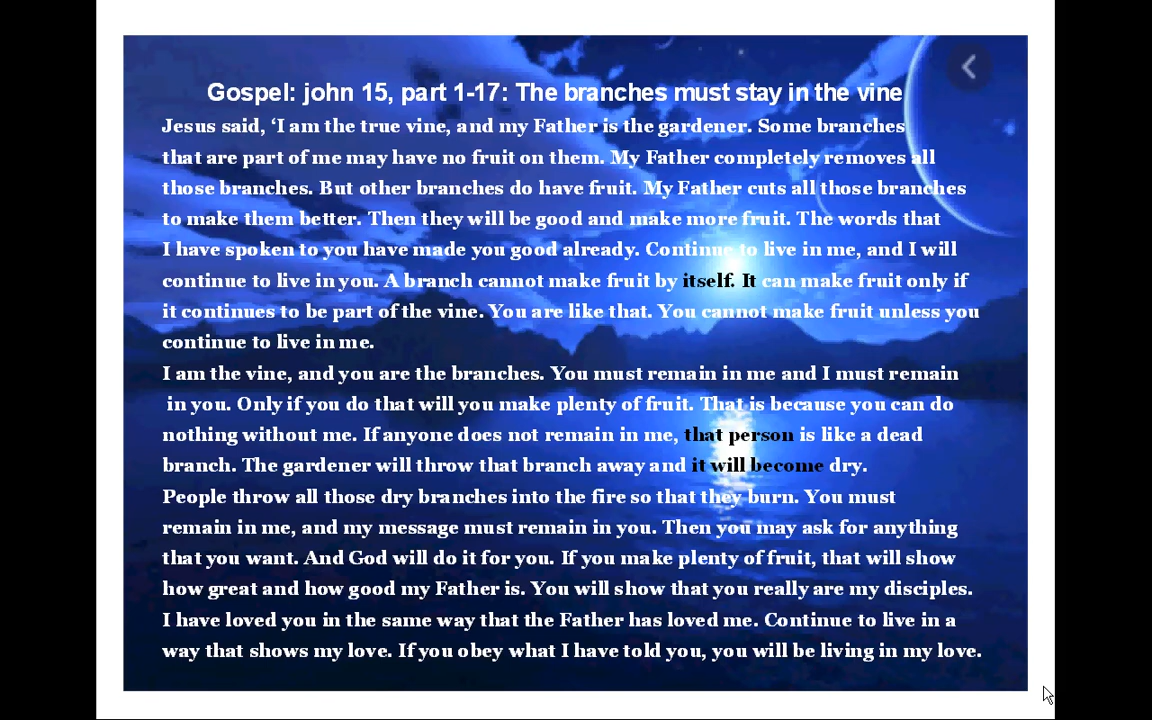 Gospel: john 15, part 1-17: The branches must stay in the vine
Jesus said, ‘I am the true vine, and my Father is the gardener. Some branches
that are part of me may have no fruit on them. My Father completely removes all
those branches. But other branches do have fruit. My Father cuts all those branches
to make them better. Then they will be good and make more fruit. The words that
I have spoken to you have made you good already. Continue to live in me, and I will
continue to live in you. A branch cannot make fruit by itself. It can make fruit only if
it continues to be part of the vine. You are like that. You cannot make fruit unless you
continue to live in me.
I am the vine, and you are the branches. You must remain in me and I must remain
in you. Only if you do that will you make plenty of fruit. That is because you can do
nothing without me. If anyone does not remain in me, that person is like a dead
branch. The gardener will throw that branch away and it will become dry.
People throw all those dry branches into the fire so that they burn. You must
remain in me, and my message must remain in you. Then you may ask for anything
that you want. And God will do it for you. If you make plenty of fruit, that will show
how great and how good my Father is. You will show that you really are my disciples.
I have loved you in the same way that the Father has loved me. Continue to live in a
way that shows my love. If you obey what I have told you, you will be living in my love.